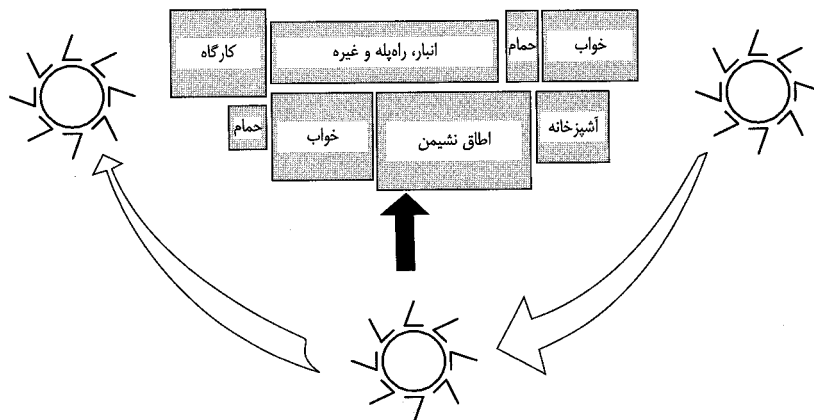 خواب
حمام
انبار، راه‌پله و غیره
کارگاه
آشپزخانه
اطاق نشیمن
خواب
حمام